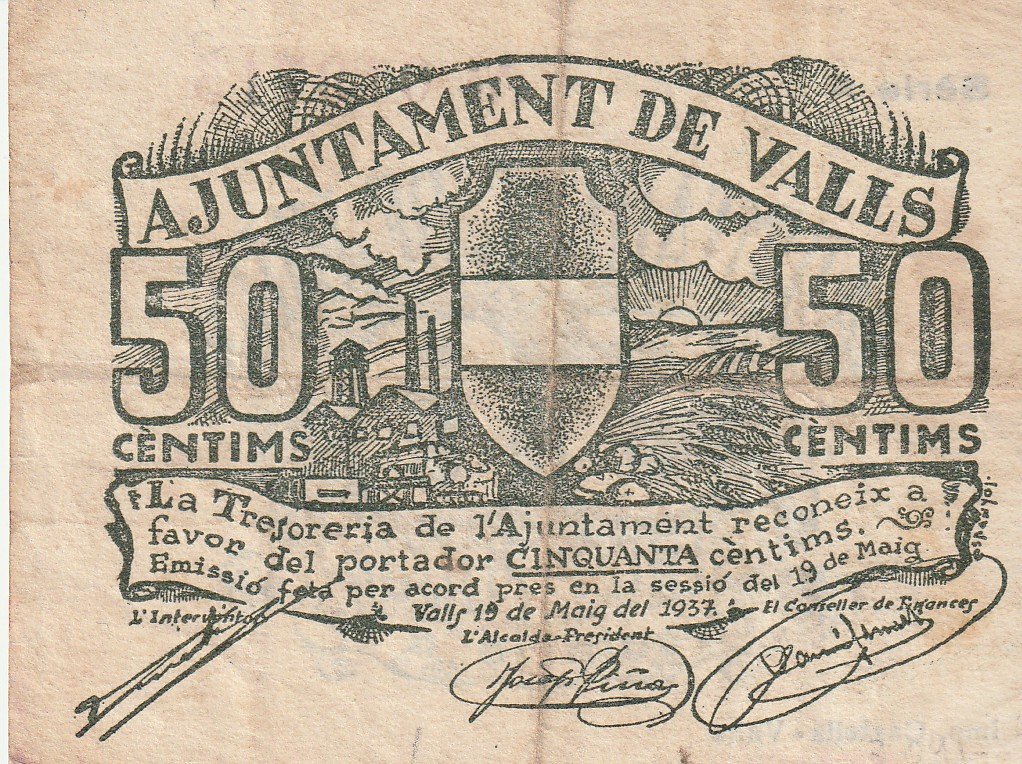 AJUNTAMENT DE VALLS
50 50
CÈNTIMS CÈNTIMS
La Tresoreria de l'Ajuntament reconeix a
favor del portador CINQUANTA cèntims.
Emissió feta per acord pres en la sessió del 19 de Maig
Valls 19 de Maig del 1937.
L'Interventor El Conseller de Finances
L'Alcalde-President
Josep Piña